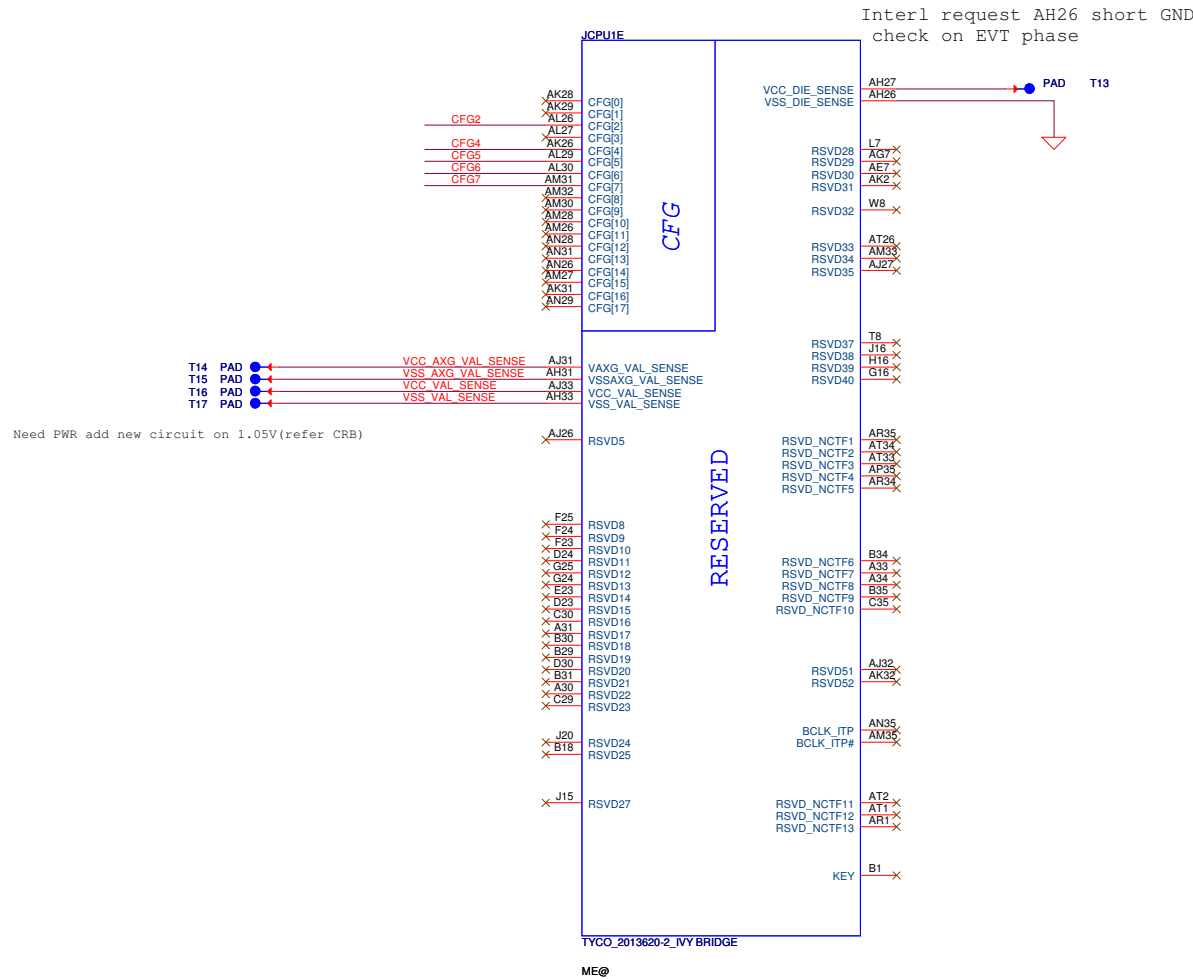 Interl request AH26 short GND
check on EVT phase
JCPU1E
AK28 CFG[0]
AK29 CFG[1]
CFG2 AL26 CFG[2]
AL27 CFG[3]
CFG4 AK26 CFG[4]
CFG5 AL29 CFG[5]
CFG6 AL30 CFG[6]
CFG7 AM31 CFG[7]
AM32 CFG[8]
AM30 CFG[9]
AM28 CFG[10]
AM26 CFG[11]
AN28 CFG[12]
AN31 CFG[13]
AN26 CFG[14]
AM27 CFG[15]
AK31 CFG[16]
AN29 CFG[17]
CFG
T14 PAD VCC_AXG_VAL_SENSE AJ31 VAXG_VAL_SENSE
T15 PAD VSS_AXG_VAL_SENSE AH31 VSSAXG_VAL_SENSE
T16 PAD VCC_VAL_SENSE AJ33 VCC_VAL_SENSE
T17 PAD VSS_VAL_SENSE AH33 VSS_VAL_SENSE
Need PWR add new circuit on 1.05V(refer CRB)
AJ26 RSVD5
F25 RSVD8
F24 RSVD9
F23 RSVD10
D24 RSVD11
G25 RSVD12
G24 RSVD13
E23 RSVD14
D23 RSVD15
C30 RSVD16
A31 RSVD17
B30 RSVD18
B29 RSVD19
D30 RSVD20
B31 RSVD21
A30 RSVD22
C29 RSVD23
J20 RSVD24
B18 RSVD25
J15 RSVD27
RESERVED
VCC_DIE_SENSE AH27 PAD T13
VSS_DIE_SENSE AH26
RSVD28 L7
RSVD29 AG7
RSVD30 AE7
RSVD31 AK2
RSVD32 W8
RSVD33 AT26
RSVD34 AM33
RSVD35 AJ27
RSVD37 T8
RSVD38 J16
RSVD39 H16
RSVD40 G16
RSVD_NCTF1 AR35
RSVD_NCTF2 AT34
RSVD_NCTF3 AT33
RSVD_NCTF4 AP35
RSVD_NCTF5 AR34
RSVD_NCTF6 B34
RSVD_NCTF7 A33
RSVD_NCTF8 A34
RSVD_NCTF9 B35
RSVD_NCTF10 C35
RSVD51 AJ32
RSVD52 AK32
BCLK_ITP AN35
BCLK_ITP# AM35
RSVD_NCTF11 AT2
RSVD_NCTF12 AT1
RSVD_NCTF13 AR1
KEY B1
TYCO_2013620-2_IVY BRIDGE
ME@